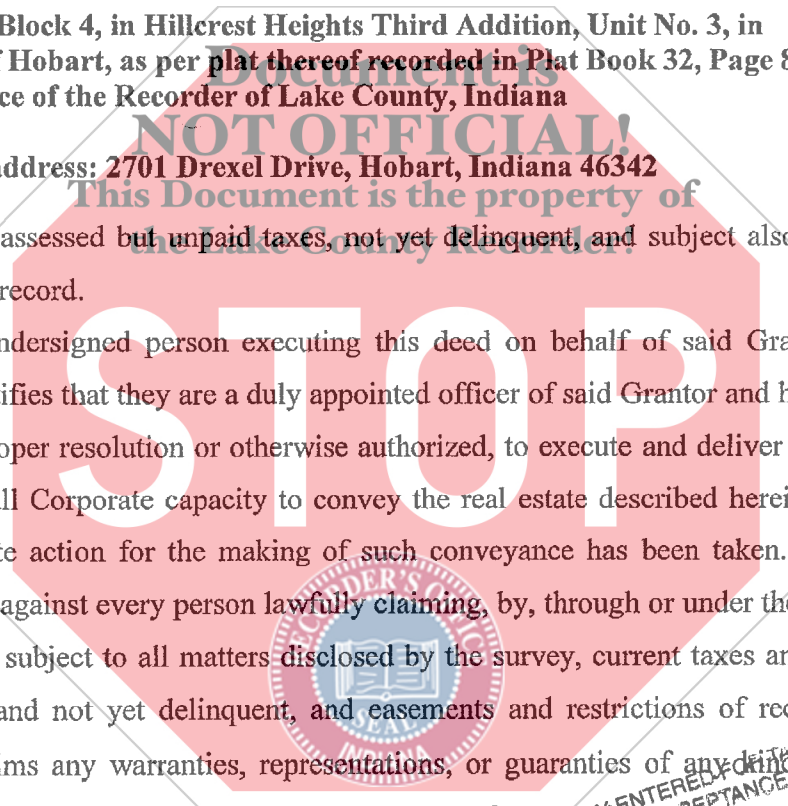 Block 4, in Hillcrest Heights Third Addition, Unit No. 3, in
f Hobart, as per plat thereof recorded in Plat Book 32, Page 8
Document is
ce of the Recorder of Lake County, Indiana
NOT OFFICIAL!
address: 2701 Drexel Drive, Hobart, Indiana 46342
This Document is the property of
assessed but unpaid taxes, not yet delinquent, and subject also
the Lake County Recorder!
record.
ndersigned person executing this deed on behalf of said Gra
tifies that they are a duly appointed officer of said Grantor and h
STOP
oper resolution or otherwise authorized, to execute and deliver
ll Corporate capacity to convey the real estate described herei
te action for the making of such conveyance has been taken.
RECORDER'S OFFIC
against every person lawfully claiming, by, through or under the
subject to all matters disclosed by the survey, current taxes an
and not yet delinquent, and easements and restrictions of rec
SEAL
INDIANA
ims any warranties, representations, or guaranties of any kind
ENTERED FOR